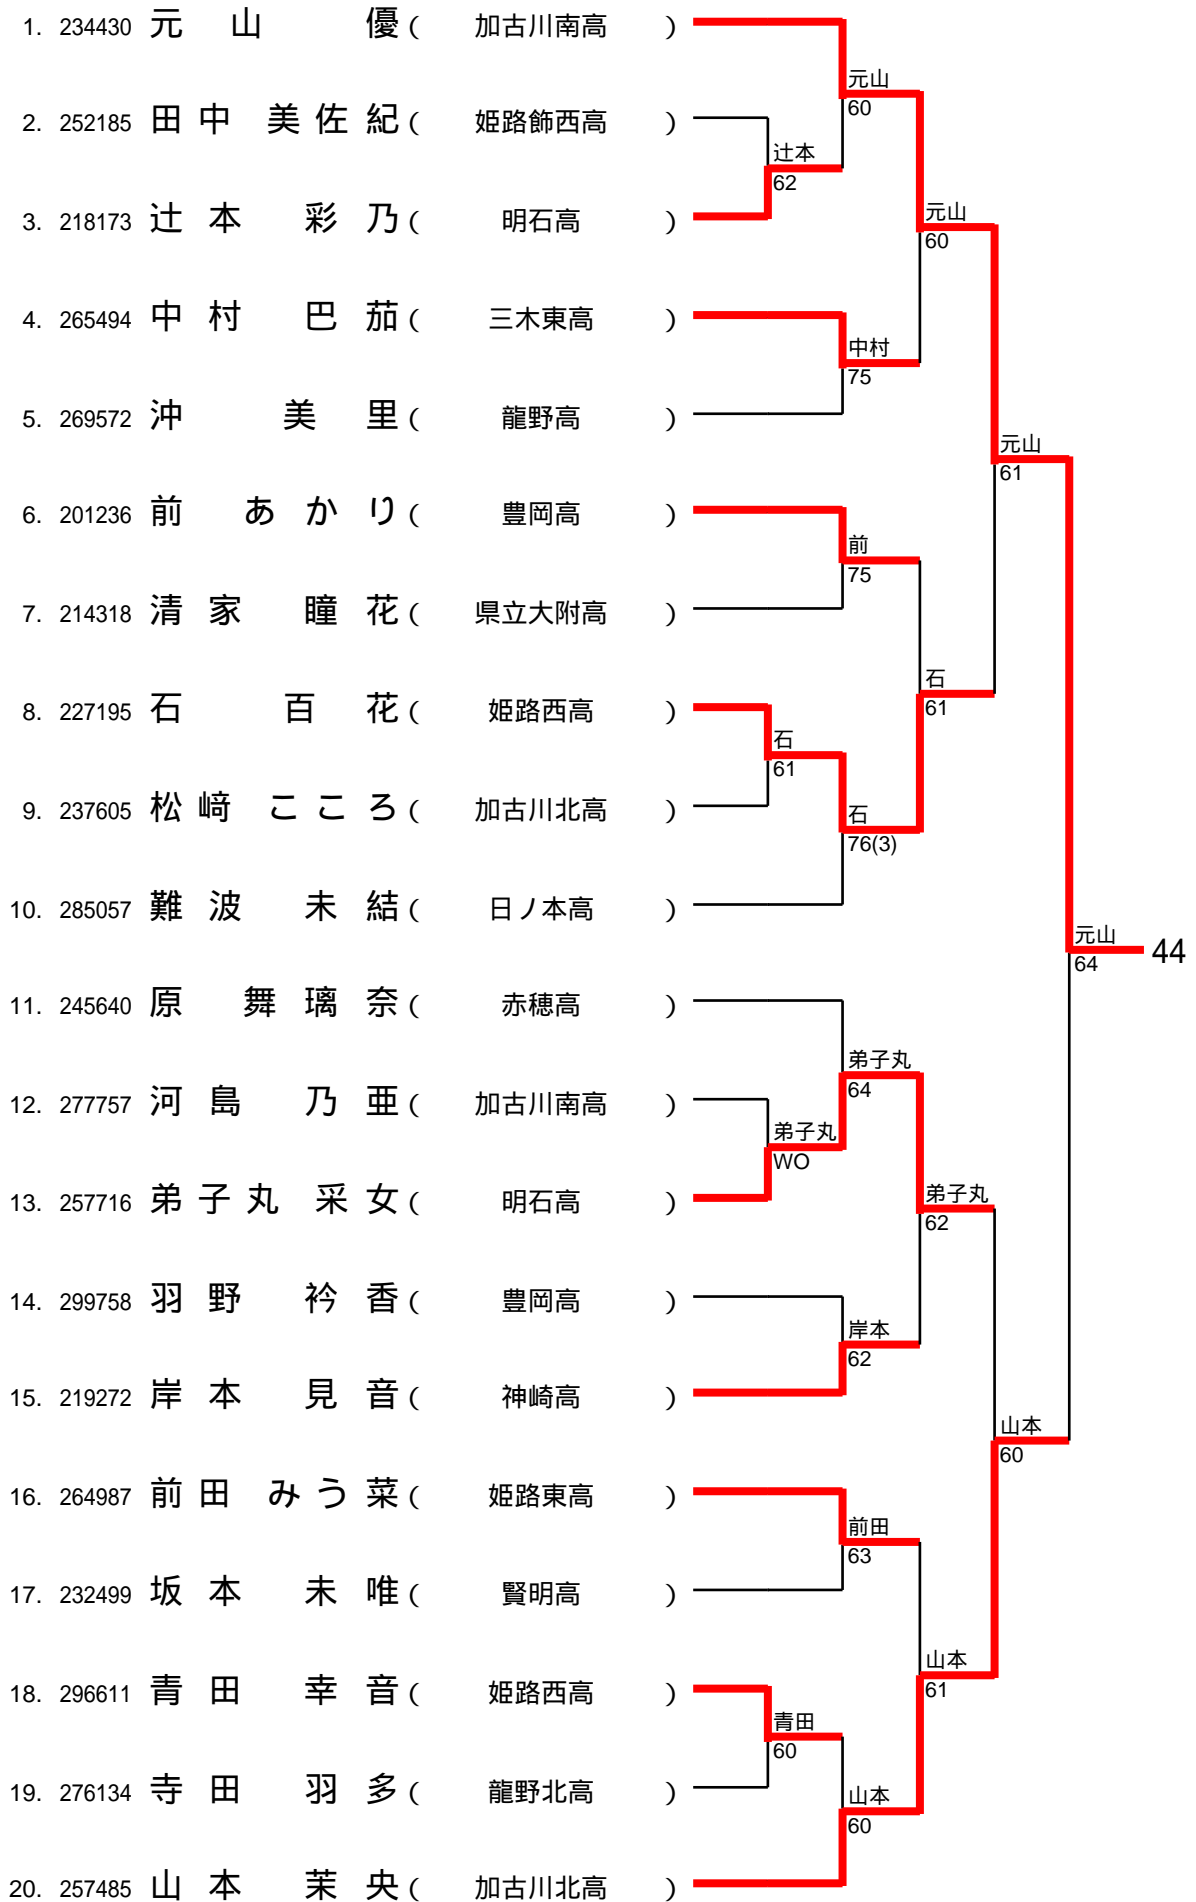 1. 234430 元 山 優 ( 加古川南高 )
元山
60
2. 252185 田中 美佐紀 ( 姫路飾西高 )
辻本
62
3. 218173 辻本 彩乃 ( 明石高 )
元山
60
4. 265494 中村 巴茄 ( 三木東高 )
中村
75
5. 269572 沖 美里 ( 龍野高 )
元山
61
6. 201236 前 あかり ( 豊岡高 )
前
75
7. 214318 清家 瞳花 ( 県立大附高 )
石
61
8. 227195 石 百花 ( 姫路西高 )
石
61
9. 237605 松﨑 こころ ( 加古川北高 )
石
76(3)
10. 285057 難波 未結 ( 日ノ本高 )
元山
64
44
11. 245640 原 舞璃奈 ( 赤穂高 )
弟子丸
64
12. 277757 河島 乃亜 ( 加古川南高 )
弟子丸
WO
13. 257716 弟子丸 采女 ( 明石高 )
弟子丸
62
14. 299758 羽野 衿香 ( 豊岡高 )
岸本
62
15. 219272 岸本 見音 ( 神崎高 )
山本
60
16. 264987 前田 みう菜 ( 姫路東高 )
前田
63
17. 232499 坂本 未唯 ( 賢明高 )
山本
61
18. 296611 青田 幸音 ( 姫路西高 )
青田
60
19. 276134 寺田 羽多 ( 龍野北高 )
山本
60
20. 257485 山本 茉央 ( 加古川北高 )